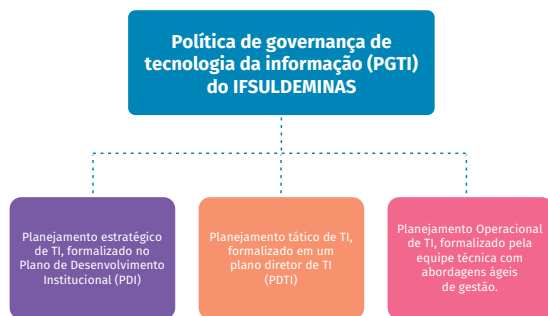 Política de governança de
tecnologia da informação (PGTI)
do IFSULDEMINAS
Planejamento estratégico
de TI, formalizado no
Plano de Desenvolvimento
Institucional (PDI)
Planejamento tático de TI,
formalizado em um
plano diretor de TI
(PDTI)
Planejamento Operacional
de TI, formalizado pela
equipe técnica com
abordagens ágeis
de gestão.